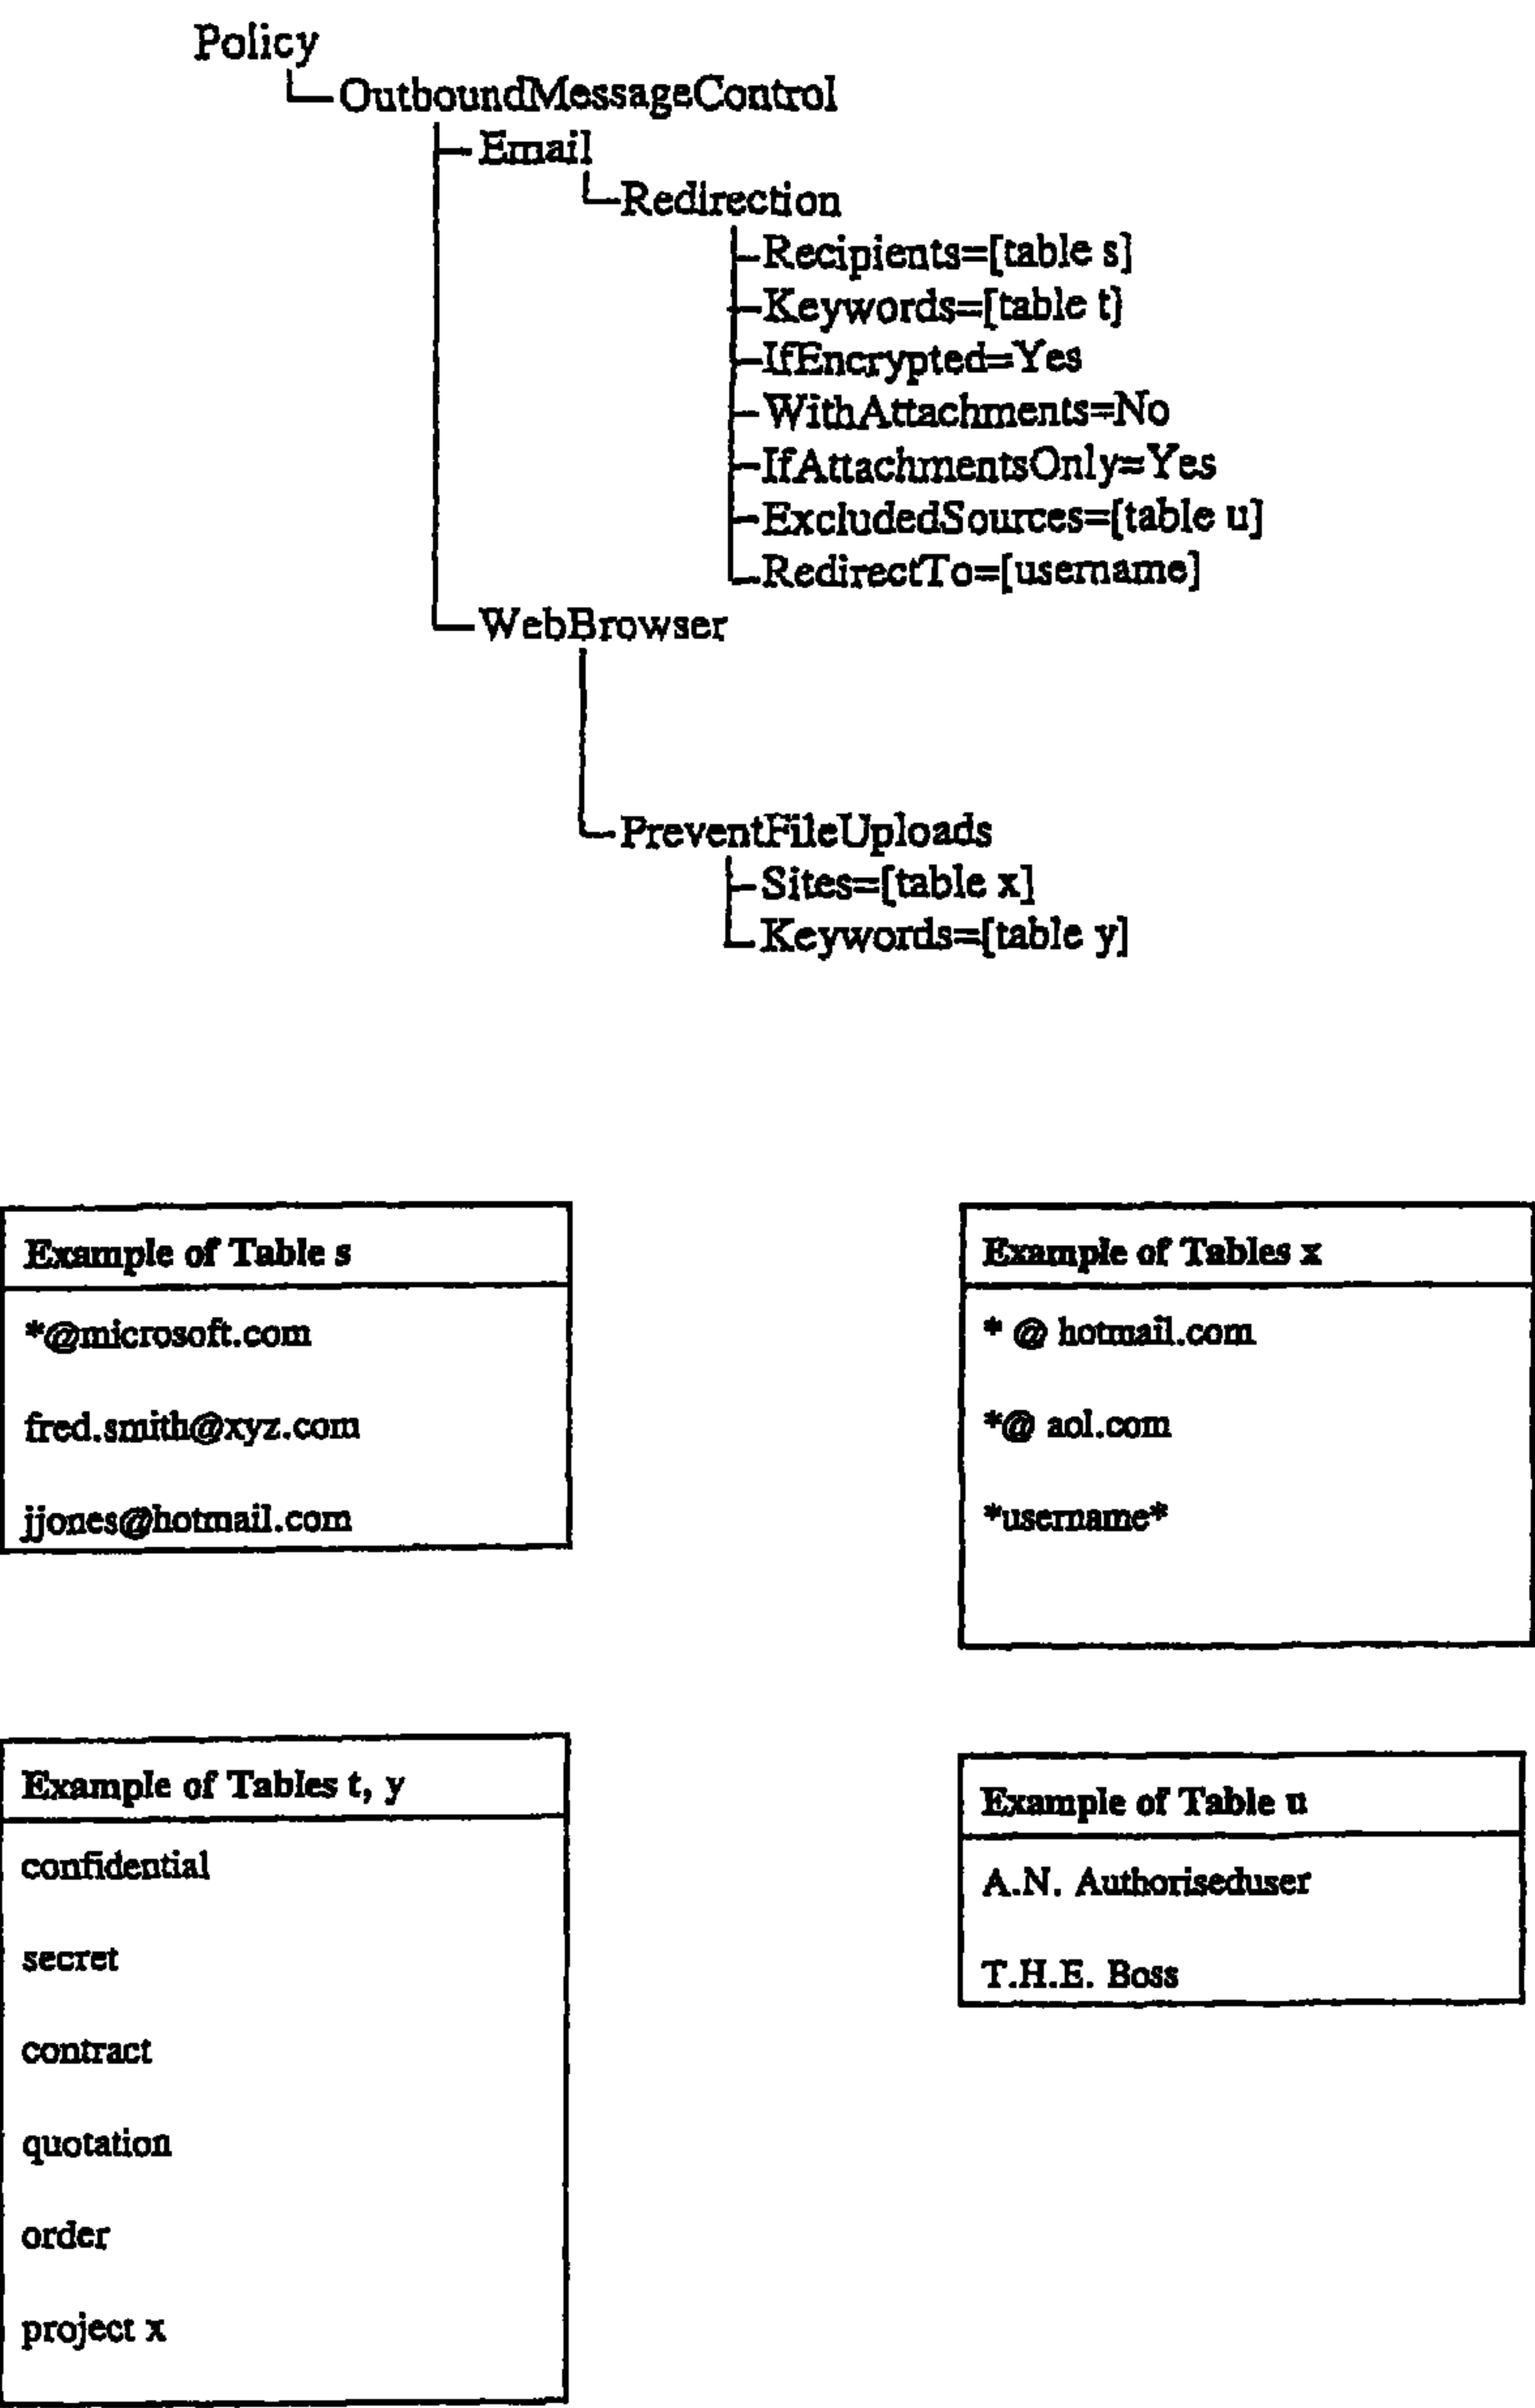 Policy
OutboundMessageControl
Email
Redirection
Recipients=[table s]
Keywords=[table t]
IfEncrypted=Yes
WithAttachments=No
IfAttachmentsOnly=Yes
ExcludedSources=[table u]
RedirectTo=[username]
WebBrowser
PreventFileUploads
Sites=[table x]
Keywords=[table y]
Example of Table s
*@microsoft.com
fred.smith@xyz.com
jjones@hotmail.com
Example of Tables x
* @ hotmail.com
*@ aol.com
*username*
Example of Tables t, y
confidential
secret
contract
quotation
order
project x
Example of Table u
A.N. Authoriseduser
T.H.E. Boss